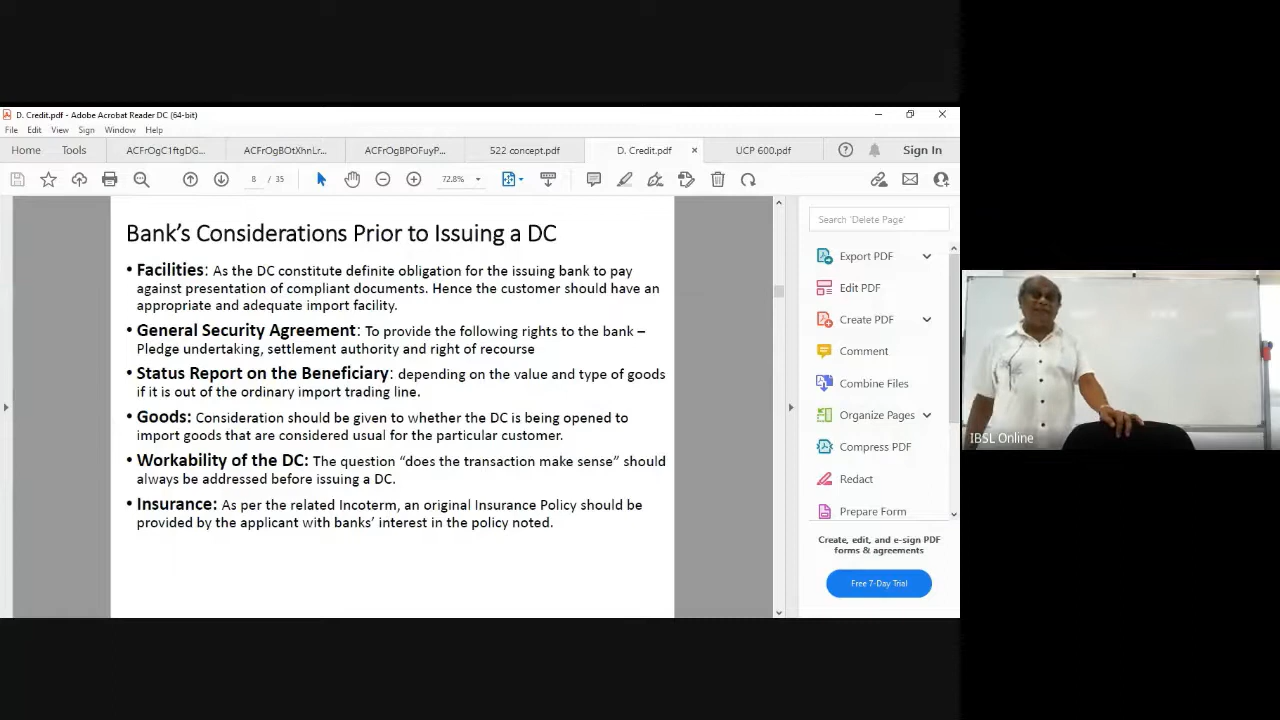 D. Credit.pdf - Adobe Acrobat Reader DC (64-bit)
File Edit View Sign Window Help
Home Tools ACFrOgC1ftgDG... ACFrOgBOtXhnLr... ACFrOgBPOFuyP... 522 concept.pdf D. Credit.pdf UCP 600.pdf Sign In
8 / 35 72.8%
Bank's Considerations Prior to Issuing a DC
• Facilities: As the DC constitute definite obligation for the issuing bank to pay
against presentation of compliant documents. Hence the customer should have an
appropriate and adequate import facility.
• General Security Agreement: To provide the following rights to the bank –
Pledge undertaking, settlement authority and right of recourse
• Status Report on the Beneficiary: depending on the value and type of goods
if it is out of the ordinary import trading line.
• Goods: Consideration should be given to whether the DC is being opened to
import goods that are considered usual for the particular customer.
• Workability of the DC: The question "does the transaction make sense" should
always be addressed before issuing a DC.
• Insurance: As per the related Incoterm, an original Insurance Policy should be
provided by the applicant with banks' interest in the policy noted.
Search 'Delete Page'
Export PDF
Edit PDF
Create PDF
Comment
Combine Files
Organize Pages
Compress PDF
Redact
Prepare Form
Create, edit, and e-sign PDF
forms & agreements
Free 7-Day Trial
IBSL Online